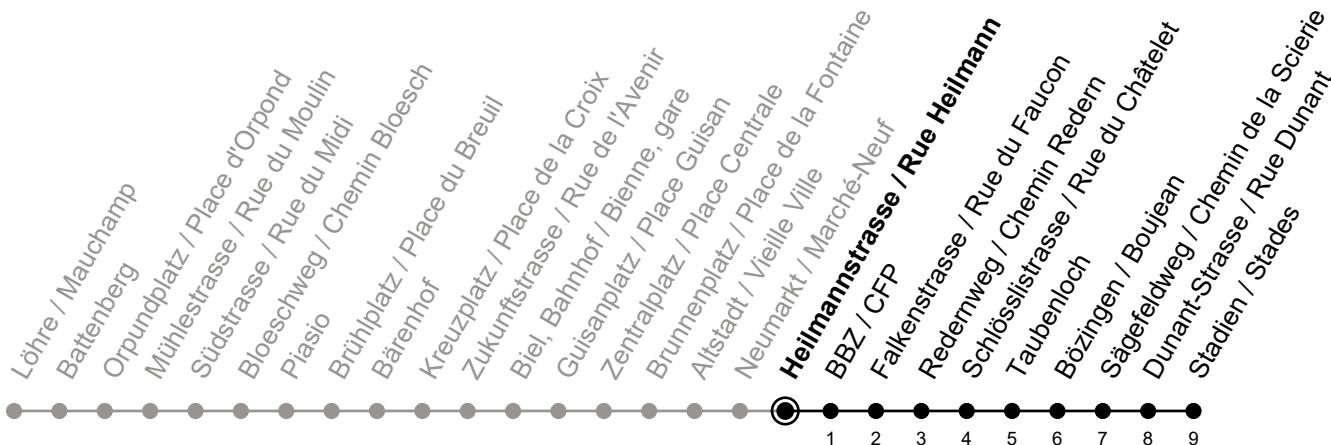 Löhre / Mauchamp
Battenberg
Orpundplatz / Place d'Orpond
Mühlestrasse / Rue du Moulin
Südstrasse / Rue du Midi
Bloeschweg / Chemin Bloesch
Piasio
Brühlplatz / Place du Breuil
Bärenhof
Kreuzplatz / Place de la Croix
Zukunftstrasse / Rue de l'Avenir
Biel, Bahnhof / Bienne, gare
Guisanplatz / Place Guisan
Zentralplatz / Place Centrale
Brunnenplatz / Place de la Fontaine
Altstadt / Vieille Ville
Neumarkt / Marché-Neuf
Heilmannstrasse / Rue Heilmann
BBZ / CFP
Falkenstrasse / Rue du Faucon
Redernweg / Chemin Redern
Schlösslistrasse / Rue du Châtelet
Taubenloch
Bözingen / Boujean
Sägefeldweg / Chemin de la Scierie
Dunant-Strasse / Rue Dunant
Stadien / Stades
1 2 3 4 5 6 7 8 9